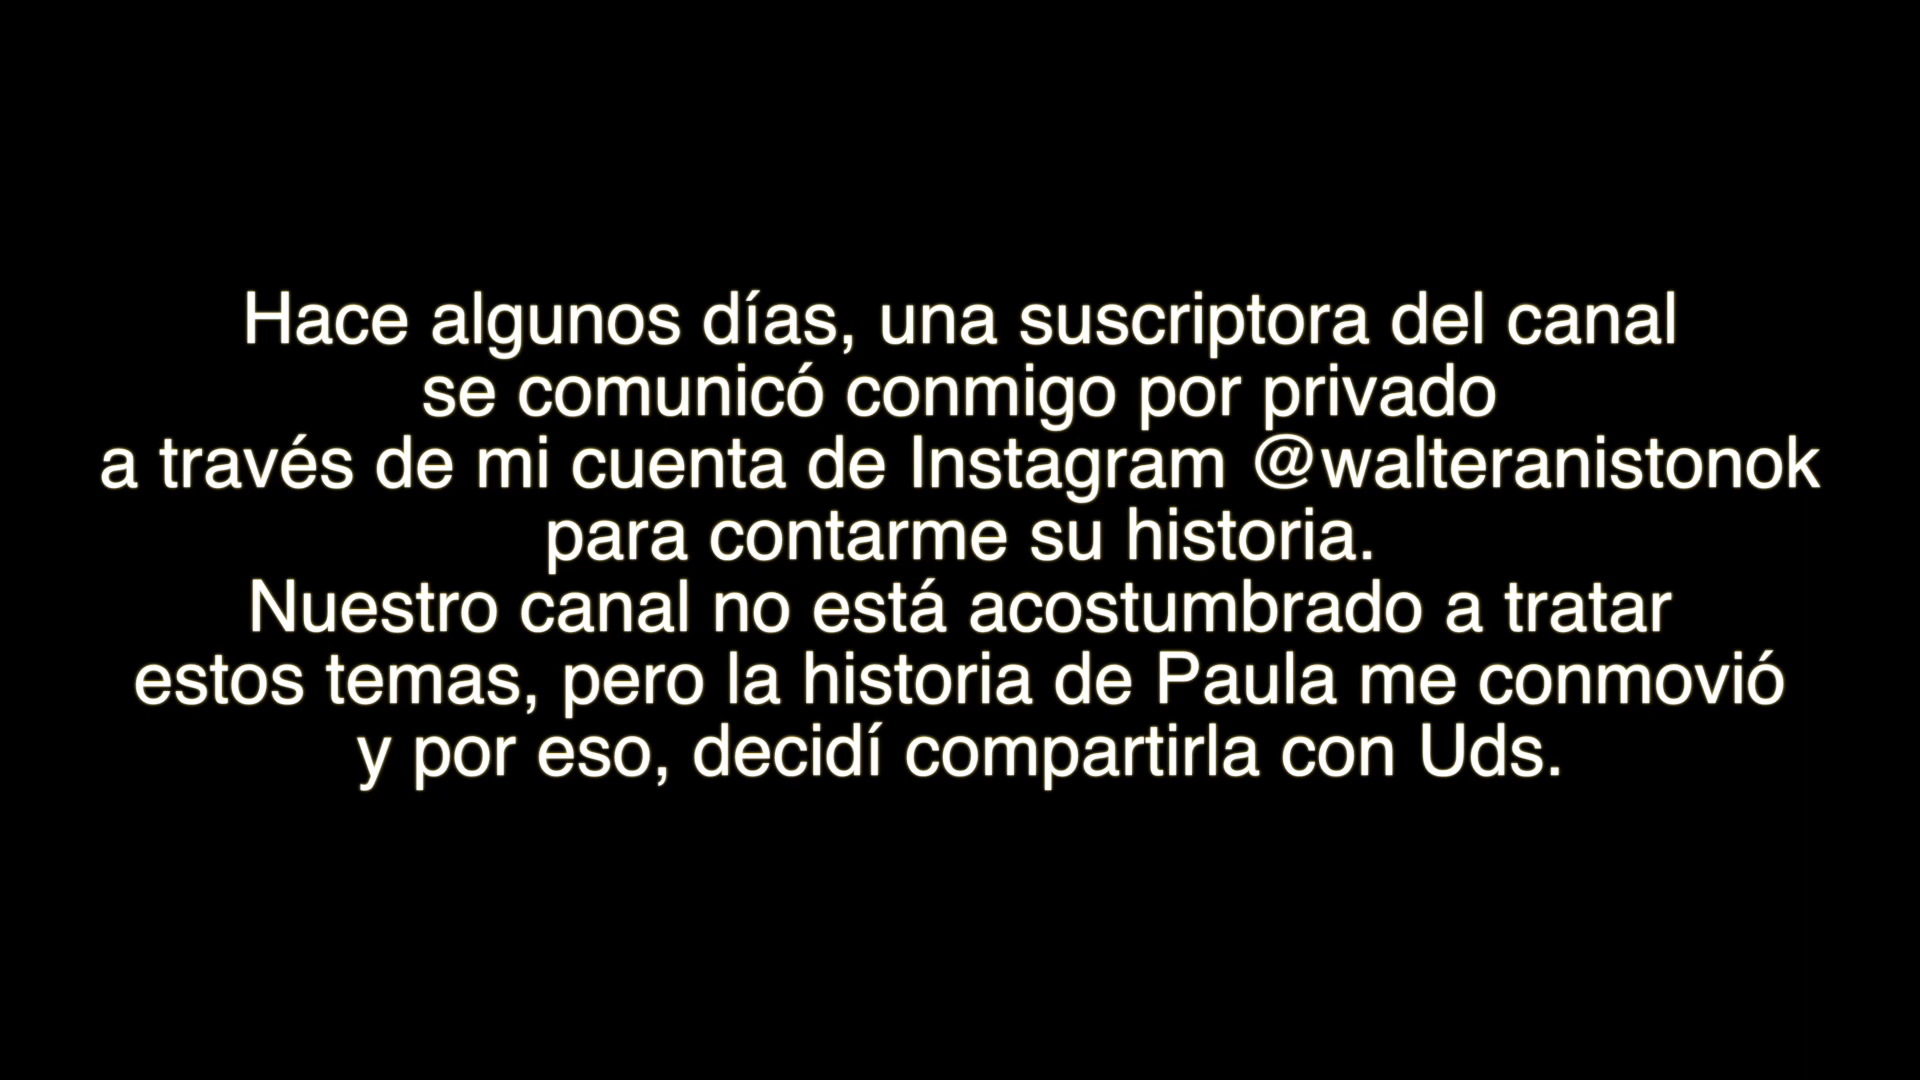 Hace algunos días, una suscriptora del canal
se comunicó conmigo por privado
a través de mi cuenta de Instagram @walteranistonok
para contarme su historia.
Nuestro canal no está acostumbrado a tratar
estos temas, pero la historia de Paula me conmovió
y por eso, decidí compartirla con Uds.